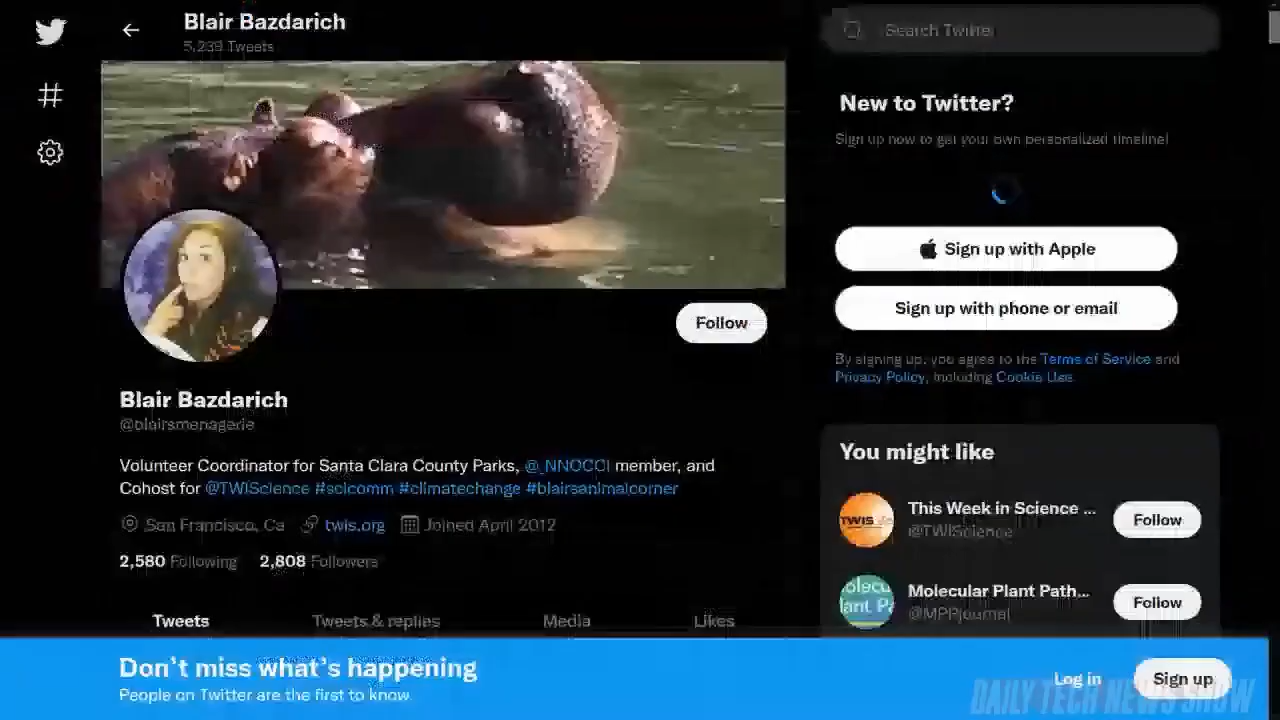 Blair Bazdarich
5,239 Tweets
Search Twitter
New to Twitter?
Sign up now to get your own personalized timeline!
Sign up with Apple
Sign up with phone or email
By signing up, you agree to the Terms of Service and
Privacy Policy, including Cookie Use.
Follow
Blair Bazdarich
@blairsmenagerie
Volunteer Coordinator for Santa Clara County Parks, @_NNOCCI member, and
Cohost for @TWIScience #scicomm #climatechange #blairsanimalcorner
San Francisco, Ca twis.org Joined April 2012
2,580 Following 2,808 Followers
Tweets Tweets & replies Media Likes
You might like
TWIS
This Week in Science ...
@TWIScience
Follow
olecu
lant Pa
Molecular Plant Path...
@MPPjournal
Follow
Don't miss what's happening
People on Twitter are the first to know.
Log in
Sign up
DAILY TECH NEWS SHOW